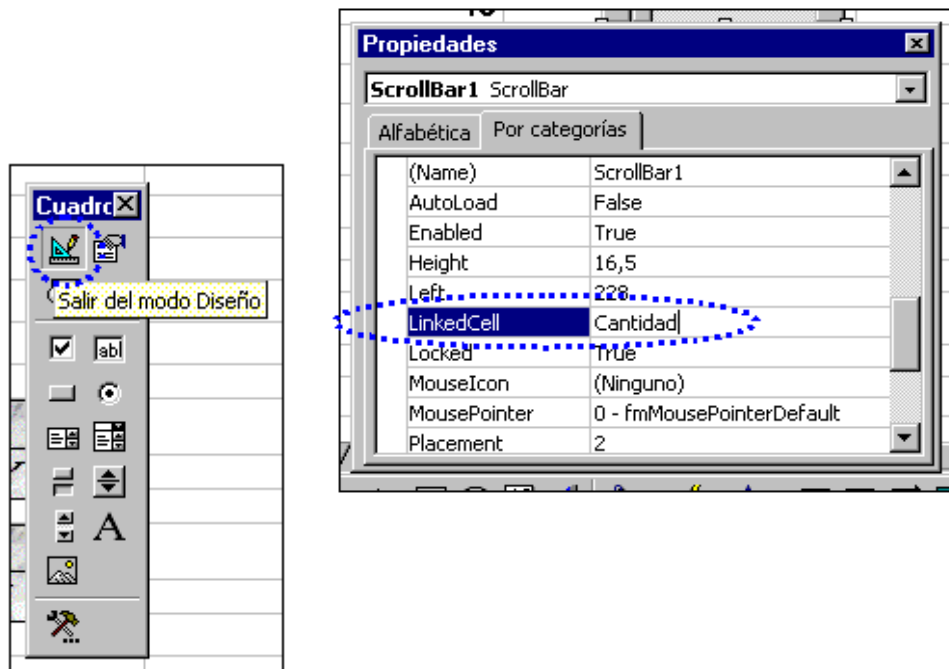 Cuadro
Salir del modo Diseño
abl
A
Propiedades
ScrollBar1 ScrollBar
Alfabética Por categorías
(Name) ScrollBar1
AutoLoad False
Enabled True
Height 16,5
Left 228
LinkedCell Cantidad
Locked True
MouseIcon (Ninguno)
MousePointer 0 - fmMousePointerDefault
Placement 2